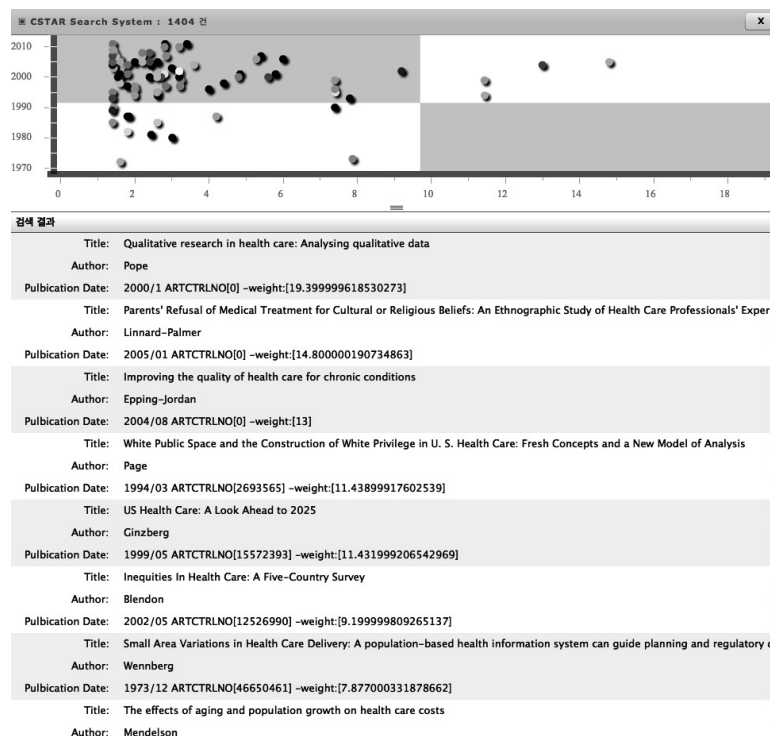 CSTAR Search System : 1404 건
X
2010
2000
1990
1980
1970
0 2 4 6 8 10 12 14 16 18
검색 결과
Title: Qualitative research in health care: Analysing qualitative data
Author: Pope
Pulbication Date: 2000/1 ARTCTRLNO[0] -weight:[19.399999618530273]
Title: Parents' Refusal of Medical Treatment for Cultural or Religious Beliefs: An Ethnographic Study of Health Care Professionals' Exper
Author: Linnard-Palmer
Pulbication Date: 2005/01 ARTCTRLNO[0] -weight:[14.800000190734863]
Title: Improving the quality of health care for chronic conditions
Author: Epping-Jordan
Pulbication Date: 2004/08 ARTCTRLNO[0] -weight:[13]
Title: White Public Space and the Construction of White Privilege in U. S. Health Care: Fresh Concepts and a New Model of Analysis
Author: Page
Pulbication Date: 1994/03 ARTCTRLNO[2693565] -weight:[11.43899917602539]
Title: US Health Care: A Look Ahead to 2025
Author: Ginzberg
Pulbication Date: 1999/05 ARTCTRLNO[15572393] -weight:[11.431999206542969]
Title: Inequities In Health Care: A Five-Country Survey
Author: Blendon
Pulbication Date: 2002/05 ARTCTRLNO[12526990] -weight:[9.199999809265137]
Title: Small Area Variations in Health Care Delivery: A population-based health information system can guide planning and regulatory
Author: Wennberg
Pulbication Date: 1973/12 ARTCTRLNO[46650461] -weight:[7.877000331878662]
Title: The effects of aging and population growth on health care costs
Author: Mendelson